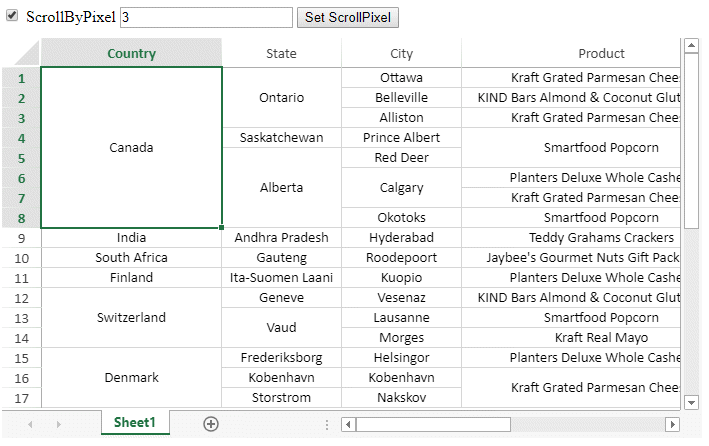 ScrollByPixel 3 Set ScrollPixel
Country State City Product
1 Canada Ontario Ottawa Kraft Grated Parmesan Chees
2 Belleville KIND Bars Almond & Coconut Glut
3 Alliston Kraft Grated Parmesan Chees
4 Saskatchewan Prince Albert Smartfood Popcorn
5 Alberta Red Deer
6 Calgary Planters Deluxe Whole Cashe
7 Kraft Grated Parmesan Chees
8 Okotoks Smartfood Popcorn
9 India Andhra Pradesh Hyderabad Teddy Grahams Crackers
10 South Africa Gauteng Roodepoort Jaybee's Gourmet Nuts Gift Pack
11 Finland Ita-Suomen Laani Kuopio Planters Deluxe Whole Cashe
12 Switzerland Geneve Vesenaz KIND Bars Almond & Coconut Glut
13 Vaud Lausanne Smartfood Popcorn
14 Morges Kraft Real Mayo
15 Denmark Frederiksborg Helsingor Planters Deluxe Whole Cashe
16 Kobenhavn Kobenhavn Kraft Grated Parmesan Chees
17 Storstrom Nakskov
Sheet1